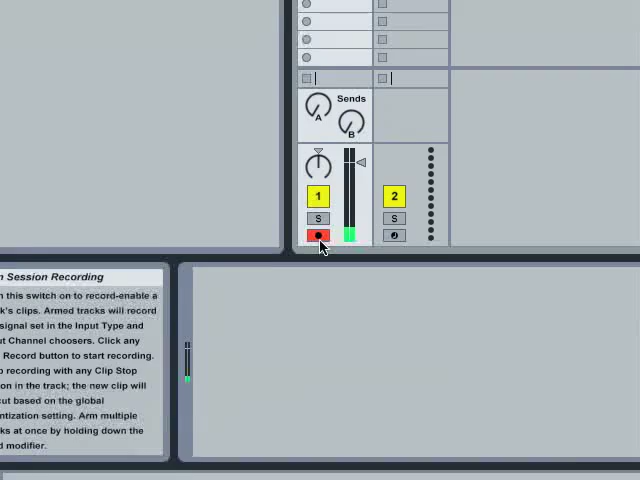 Sends
A
B
1
2
S
S
n Session Recording
n this switch on to record-enable a
k's clips. Armed tracks will record
signal set in the Input Type and
ut Channel choosers. Click any
Record button to start recording.
p recording with any Clip Stop
on in the track; the new clip will
cut based on the global
ntization setting. Arm multiple
ks at once by holding down the
d modifier.